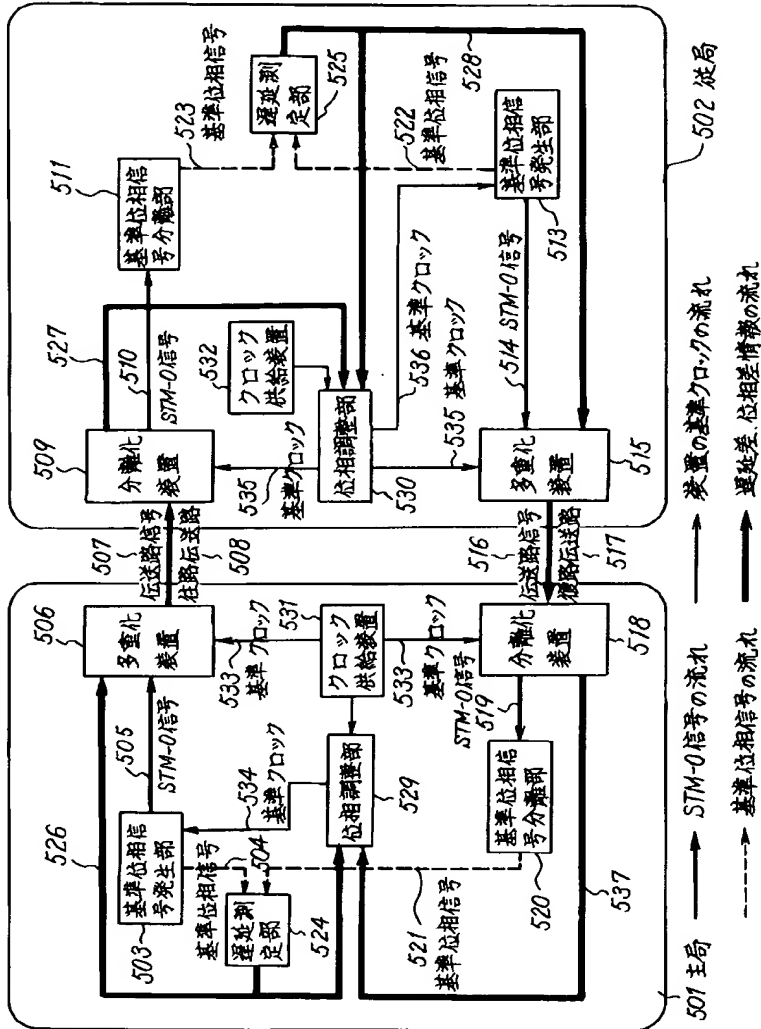 501 主局
526
503
基準位相信
号発生部
505
STM-O信号
506
多重化
装置
基準位相信号
504
遅延測
定部
524
534
基準クロック
533
基準クロック
531
クロック
供給装置
位相調整部
529
533
基準クロック
STM-O信号
519
分離化
装置
518
基準位相信
号分離部
520
521
基準位相信号
537
507
伝送路信号
往路伝送路
508
516
伝送路信号
復路伝送路
517
502 従局
509
分離化
装置
527
510
STM-O信号
511
基準位相信
号分離部
523
基準位相信号
遅延測
定部
525
528
532
クロック
供給装置
535
基準クロック
位相調整部
530
536 基準クロック
535 基準クロック
522
基準位相信号
基準位相信
号発生部
513
514 STM-O信号
多重化
装置
515
STM-O信号の流れ
装置の基準クロックの流れ
基準位相信号の流れ
遅延差、位相差情報の流れ